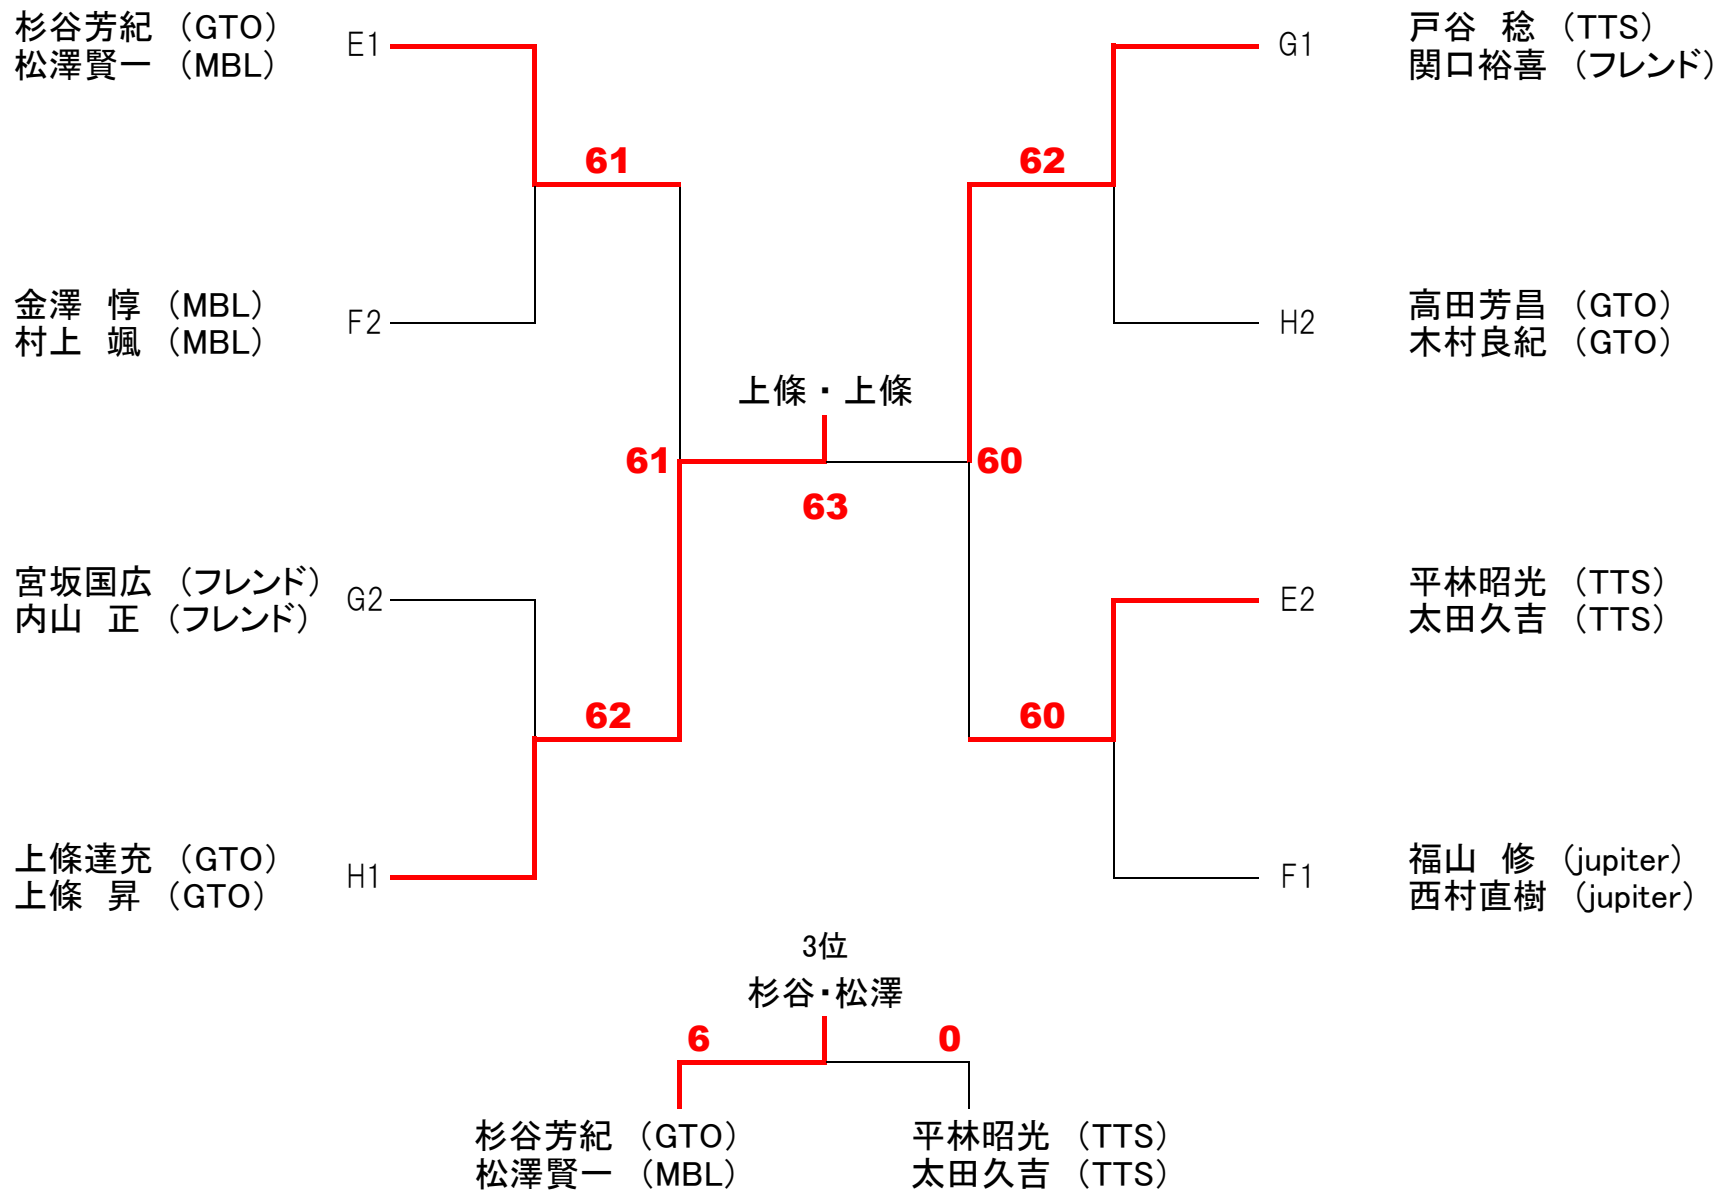 杉谷芳紀 （GTO）
松澤賢一 （MBL）
E1
61
金澤　惇 （MBL）
村上　颯 （MBL）
F2
宮坂国広 （フレンド）
内山　正 （フレンド）
G2
62
上條達充 （GTO）
上條　昇 （GTO）
H1
61
上條・上條
63
60
戸谷　稔 （TTS）
関口裕喜 （フレンド）
G1
62
高田芳昌 （GTO）
木村良紀 （GTO）
H2
平林昭光 （TTS）
太田久吉 （TTS）
E2
60
福山　修 （jupiter）
西村直樹 （jupiter）
F1
3位
杉谷・松澤
6 0
杉谷芳紀 （GTO）
松澤賢一 （MBL）
平林昭光 （TTS）
太田久吉 （TTS）